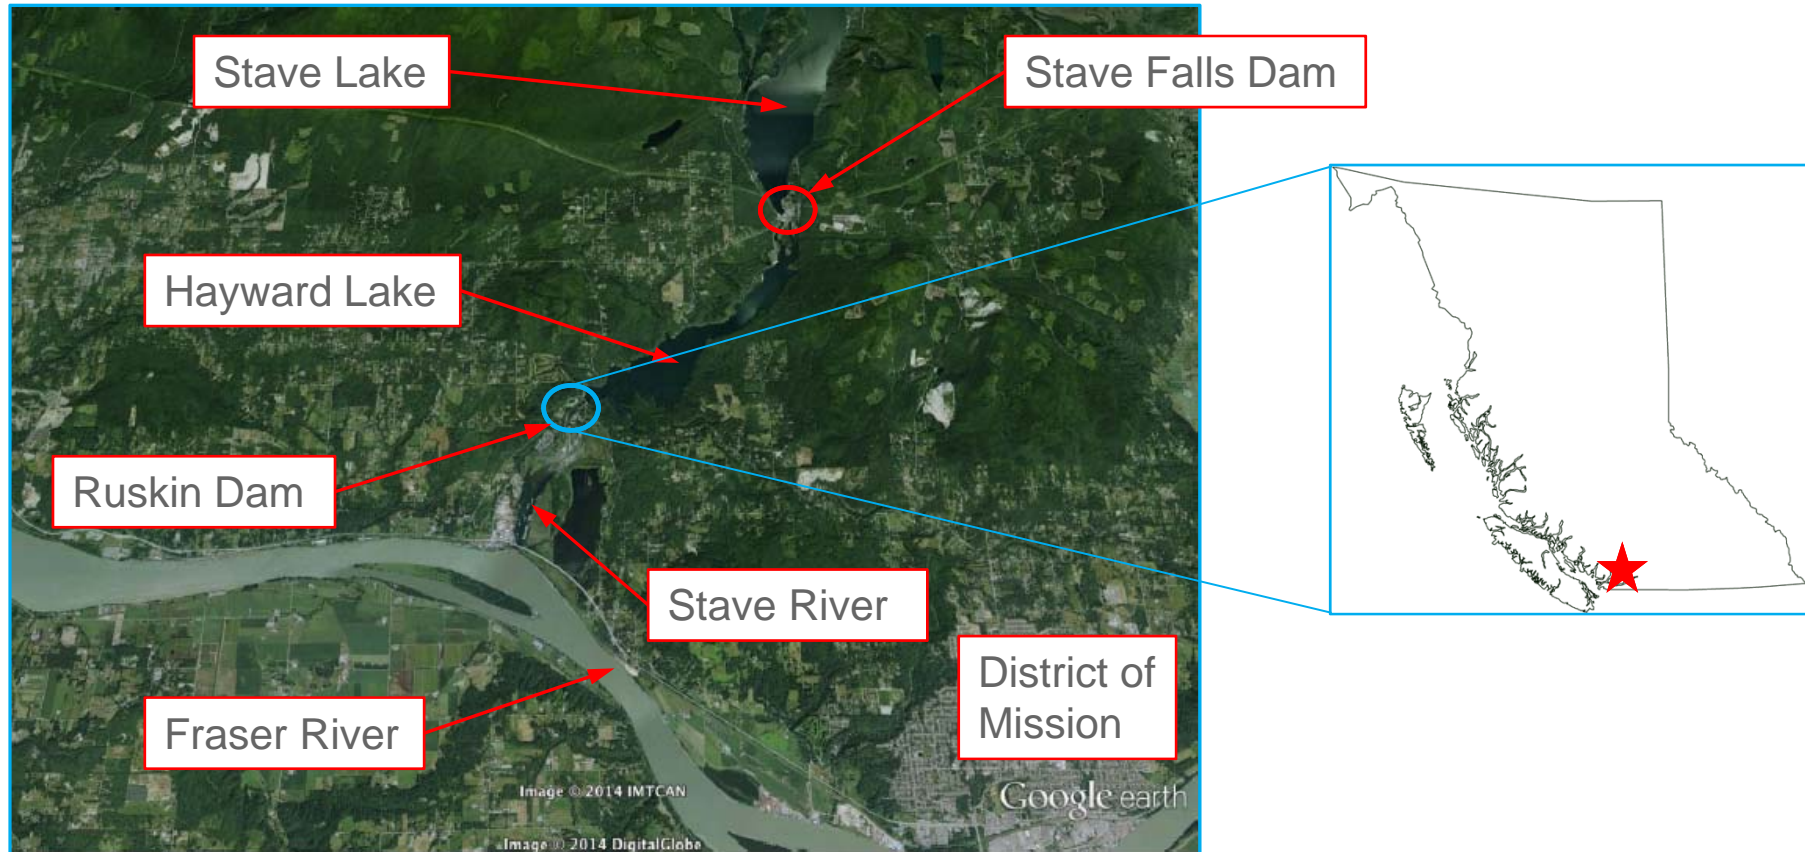 Stave Lake
Stave Falls Dam
Hayward Lake
Ruskin Dam
Stave River
District of
Mission
Fraser River
Image © 2014 IMTCAN
Google earth
Image © 2014 DigitalGlobe